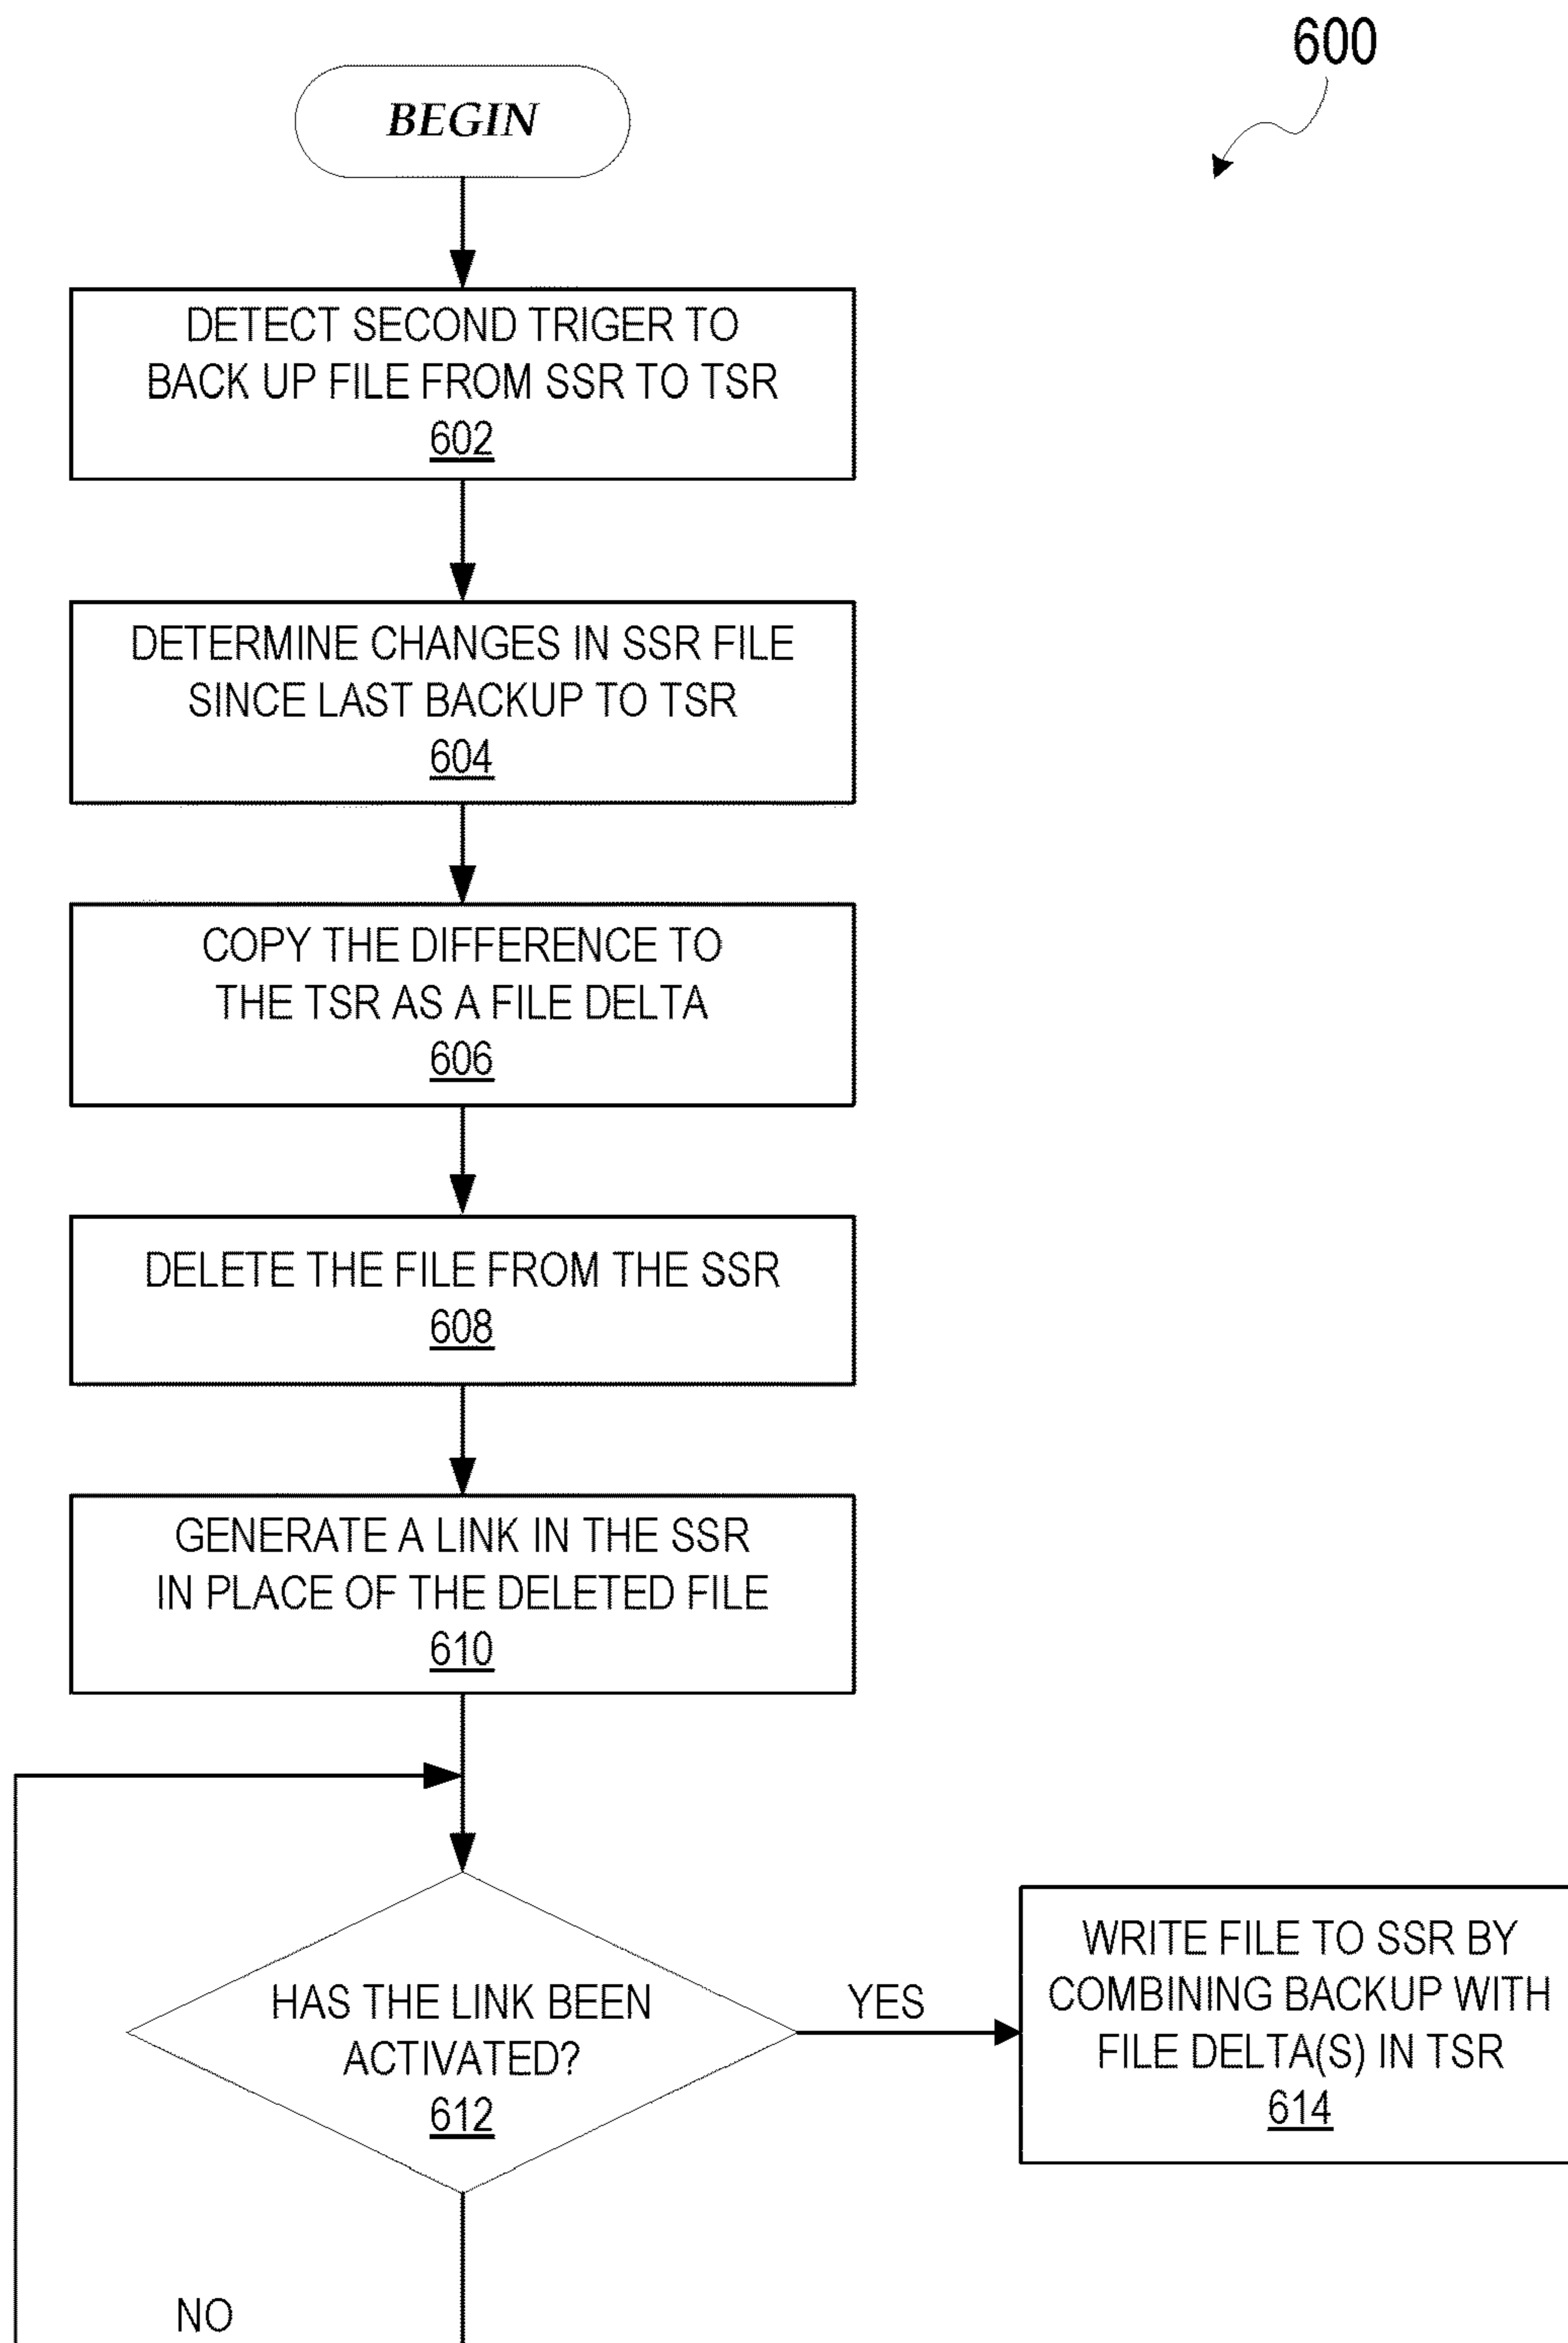 600
BEGIN
DETECT SECOND TRIGER TO
BACK UP FILE FROM SSR TO TSR
602
DETERMINE CHANGES IN SSR FILE
SINCE LAST BACKUP TO TSR
604
COPY THE DIFFERENCE TO
THE TSR AS A FILE DELTA
606
DELETE THE FILE FROM THE SSR
608
GENERATE A LINK IN THE SSR
IN PLACE OF THE DELETED FILE
610
HAS THE LINK BEEN
ACTIVATED?
612
YES
WRITE FILE TO SSR BY
COMBINING BACKUP WITH
FILE DELTA(S) IN TSR
614
NO